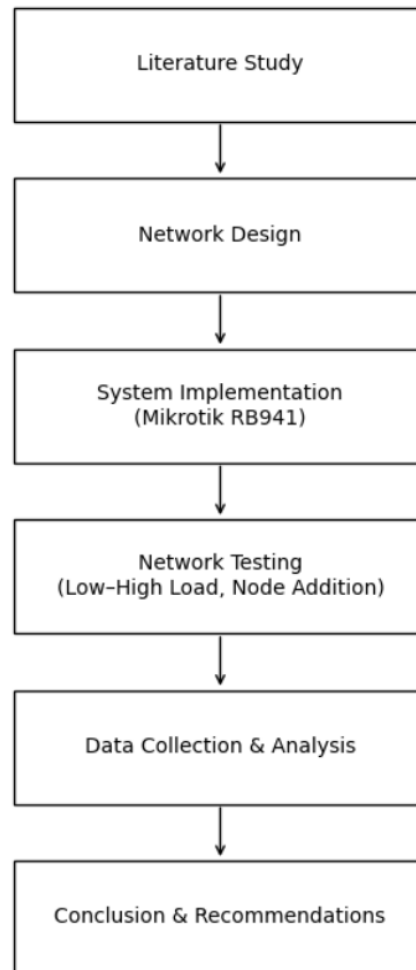 Literature Study
Network Design
System Implementation
(Mikrotik RB941)
Network Testing
(Low–High Load, Node Addition)
Data Collection & Analysis
Conclusion & Recommendations